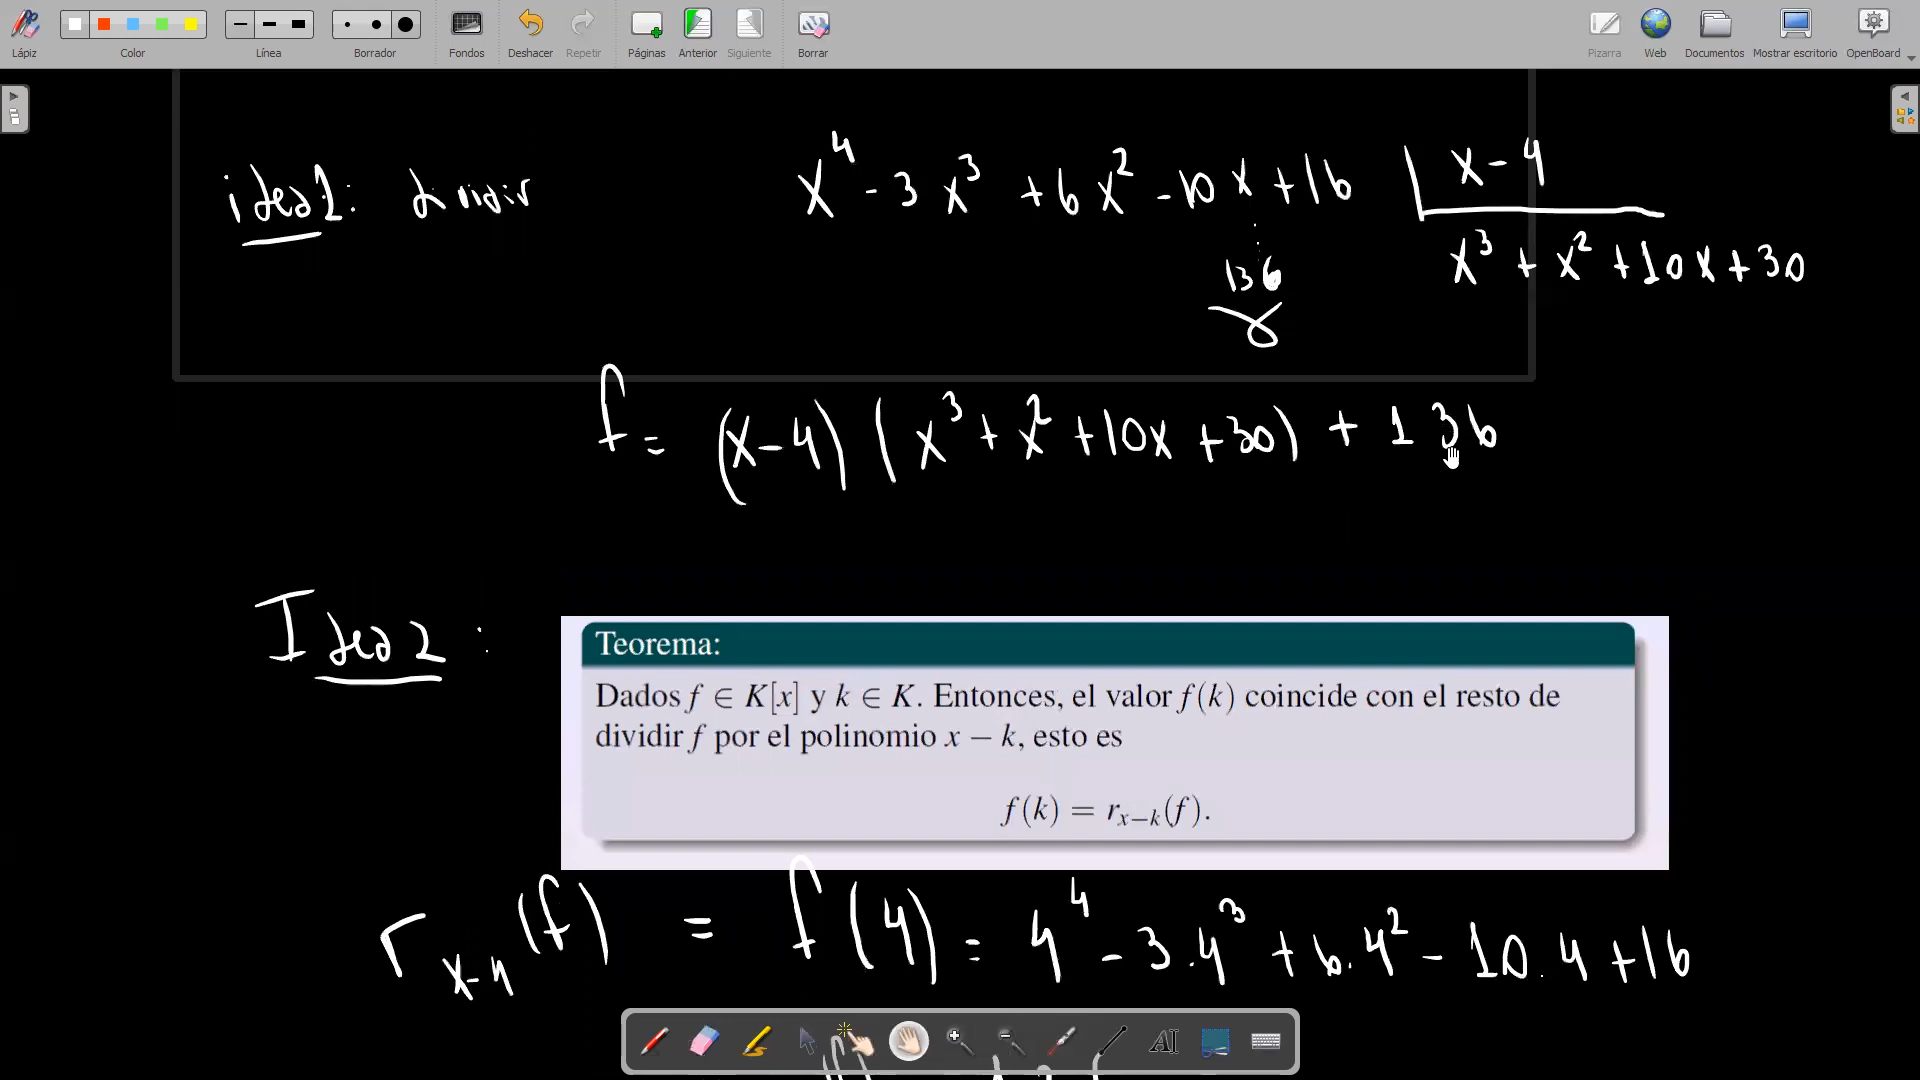 Lápiz Color Línea Borrador Fondos Deshacer Repetir Páginas Anterior Siguiente Borrar Pizarra Web Documentos Mostrar escritorio OpenBoard
idea 1: dividir x⁴ - 3x³ + 6x² - 10x + 16 | x - 4
136 x³ + x² + 10x + 30
f = (x - 4) (x³ + x² + 10x + 30) + 136
Idea 2:
Teorema:
Dados f ∈ K[x] y k ∈ K. Entonces, el valor f(k) coincide con el resto de
dividir f por el polinomio x − k, esto es
f(k) = rₓ₋ₖ(f).
r_{x-4}(f) = f(4) = 4⁴ - 3.4³ + 6.4² - 10.4 + 16
AI